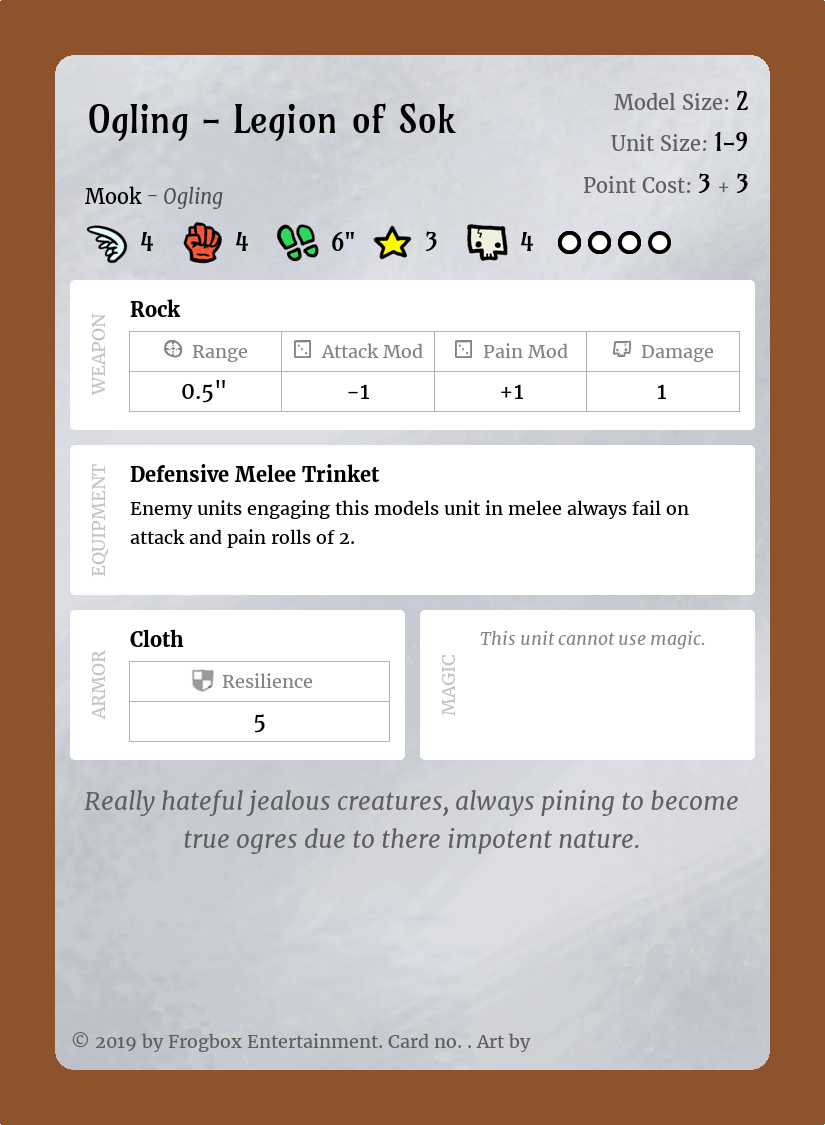 Ogling – Legion of Sok
Model Size: 2
Unit Size: 1–9
Point Cost: 3 + 3
Mook – Ogling
4 4 6" 3 4
WEAPON
Rock
Range Attack Mod Pain Mod Damage
0.5" -1 +1 1
EQUIPMENT
Defensive Melee Trinket
Enemy units engaging this models unit in melee always fail on
attack and pain rolls of 2.
ARMOR
Cloth
Resilience
5
MAGIC
This unit cannot use magic.
Really hateful jealous creatures, always pining to become
true ogres due to there impotent nature.
© 2019 by Frogbox Entertainment. Card no. . Art by